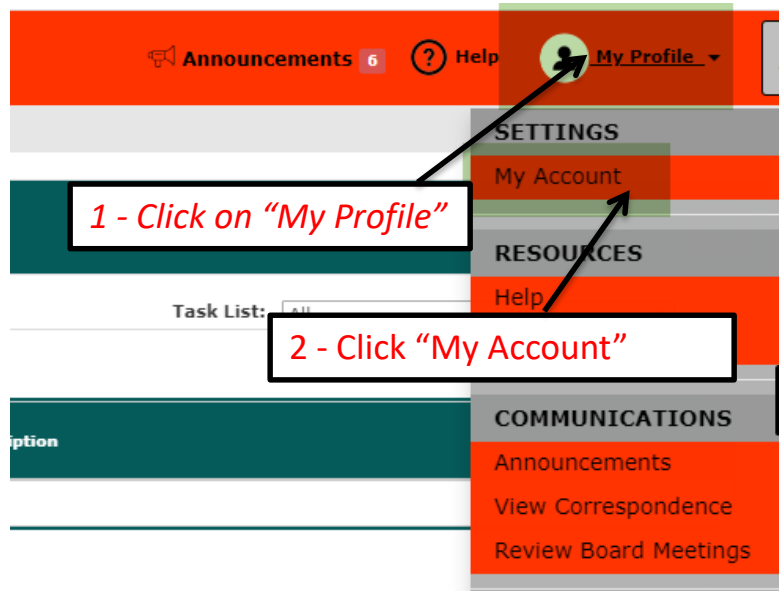 Announcements 6 Help My Profile
SETTINGS
My Account
1 - Click on “My Profile”
RESOURCES
Help
Task List: All
2 - Click “My Account”
COMMUNICATIONS
iption
Announcements
View Correspondence
Review Board Meetings